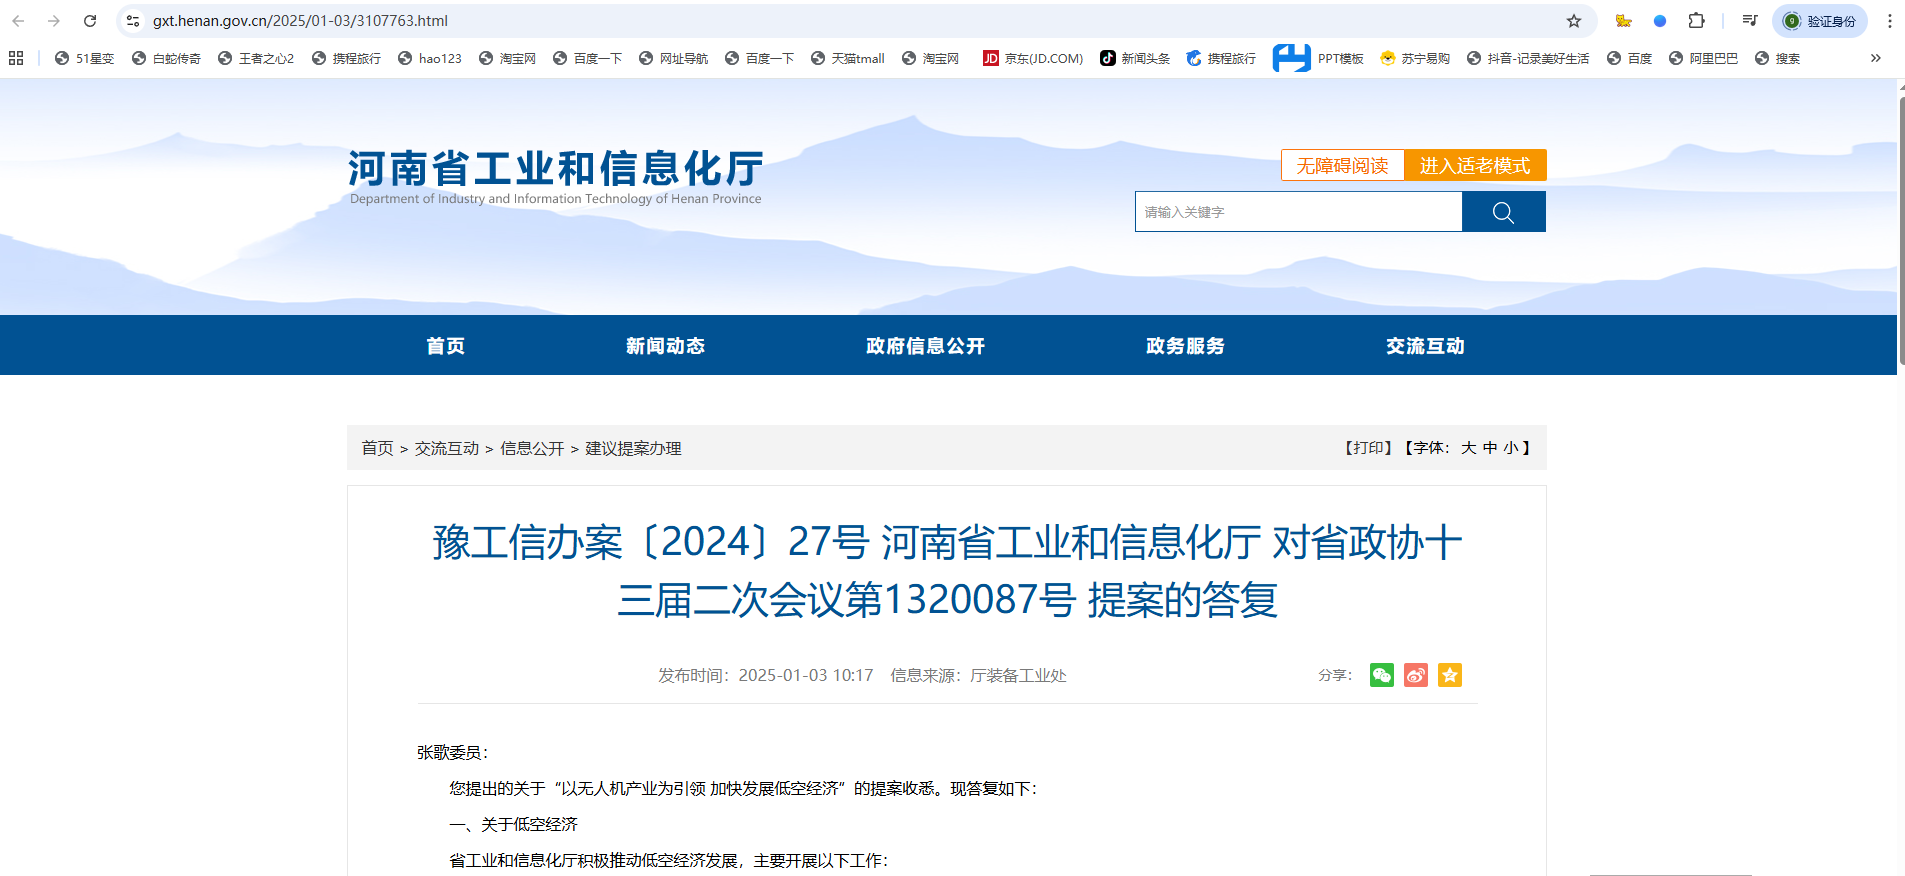 gxt.henan.gov.cn/2025/01-03/3107763.html
验证身份
51星变 白蛇传奇 王者之心2 携程旅行 hao123 淘宝网 百度一下 网址导航 百度一下 天猫tmall 淘宝网 JD 京东(JD.COM) 新闻头条 携程旅行 PPT模板 苏宁易购 抖音-记录美好生活 百度 阿里巴巴 搜索 »
河南省工业和信息化厅
Department of Industry and Information Technology of Henan Province
无障碍阅读 进入适老模式
请输入关键字
首页 新闻动态 政府信息公开 政务服务 交流互动
首页 > 交流互动 > 信息公开 > 建议提案办理 【打印】【字体： 大 中 小 】
豫工信办案〔2024〕27号 河南省工业和信息化厅 对省政协十
三届二次会议第1320087号 提案的答复
发布时间：2025-01-03 10:17 信息来源：厅装备工业处 分享：
张歌委员：
您提出的关于“以无人机产业为引领 加快发展低空经济”的提案收悉。现答复如下：
一、关于低空经济
省工业和信息化厅积极推动低空经济发展，主要开展以下工作：